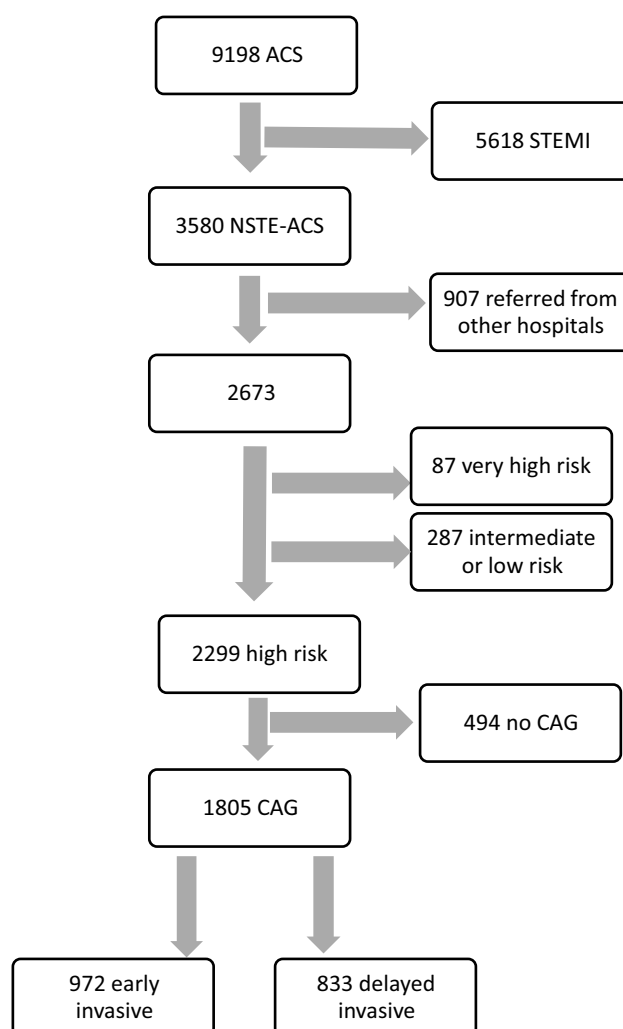 9198 ACS
5618 STEMI
3580 NSTE-ACS
907 referred from
other hospitals
2673
87 very high risk
287 intermediate
or low risk
2299 high risk
494 no CAG
1805 CAG
972 early
invasive
833 delayed
invasive